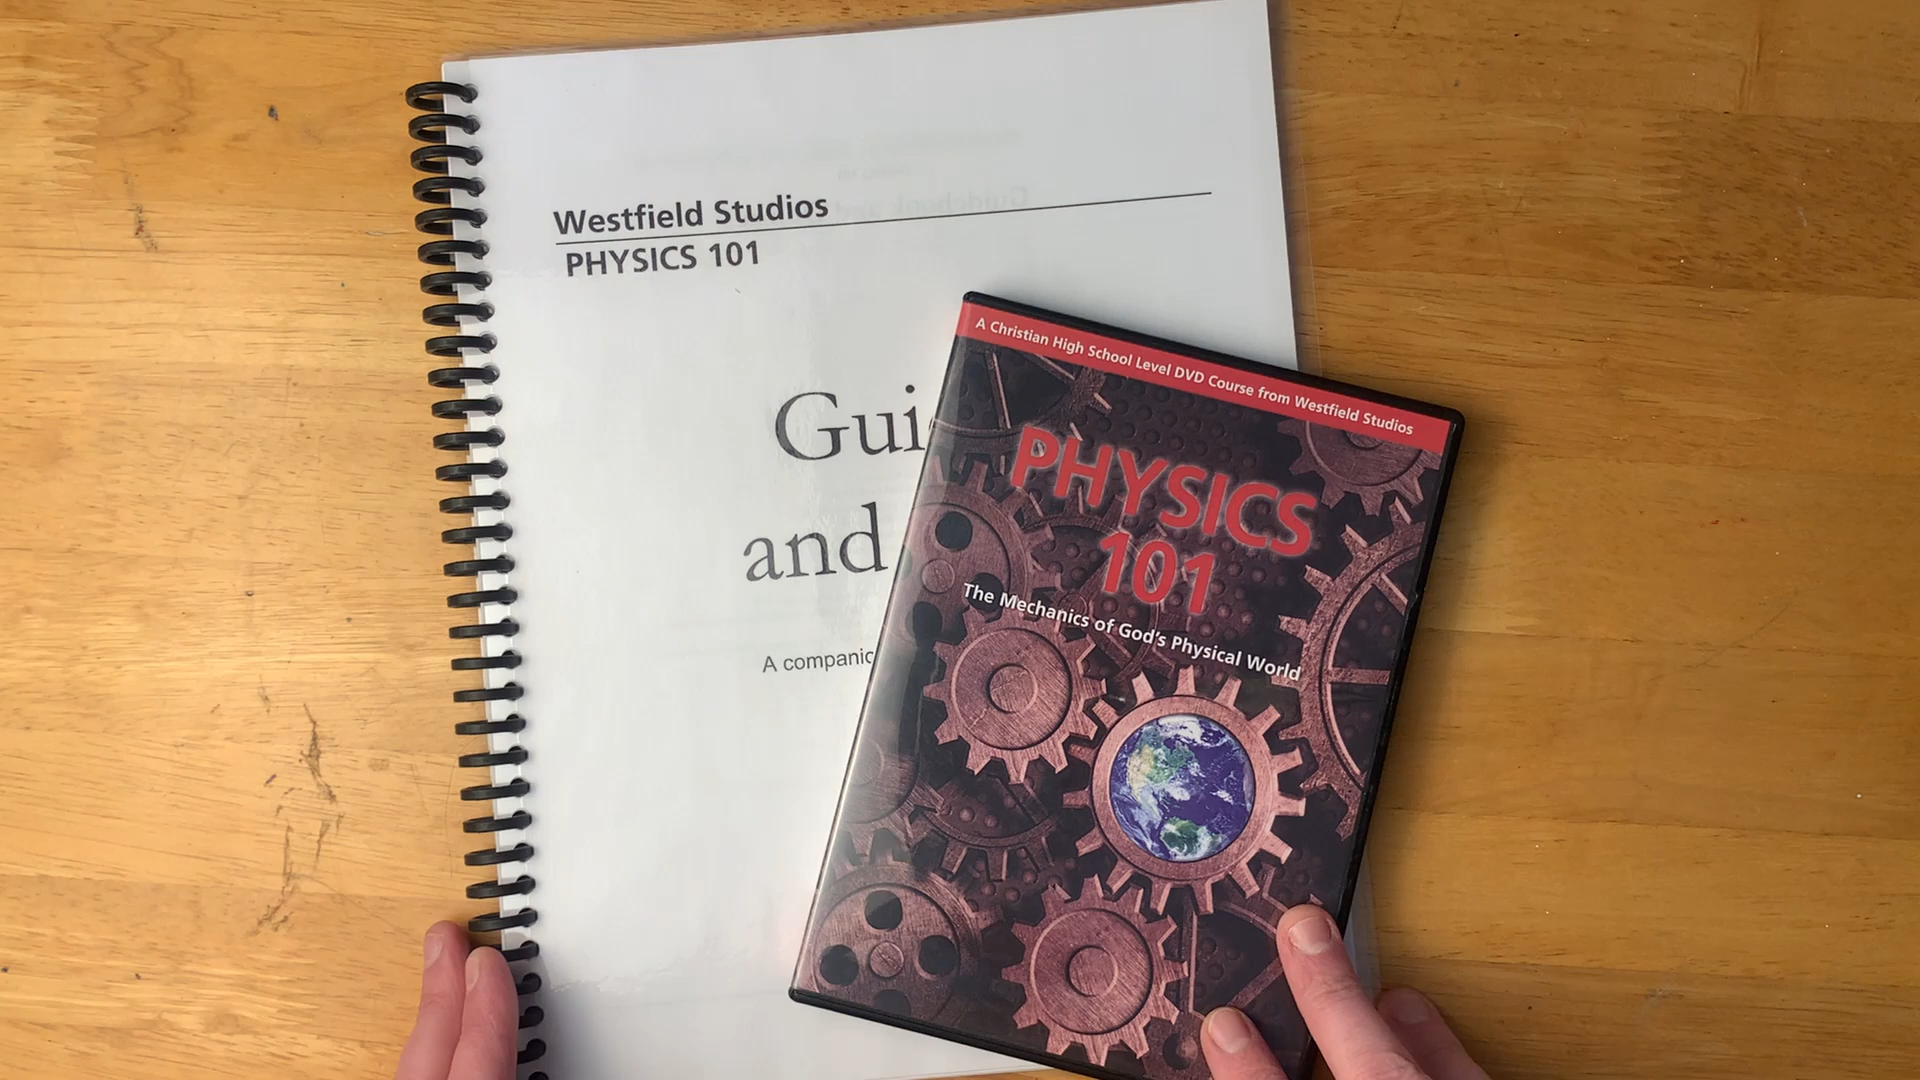 Westfield Studios
PHYSICS 101
Gui
and
A companic
A Christian High School Level DVD Course from Westfield Studios
PHYSICS
101
The Mechanics of God's Physical World